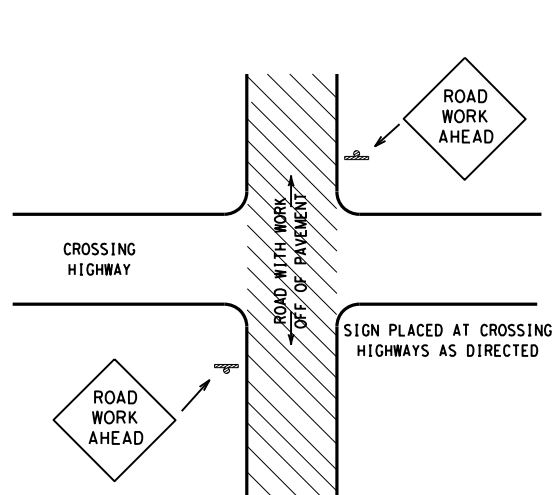 ROAD
WORK
AHEAD
ROAD WITH WORK
OFF OF PAVEMENT
CROSSING
HIGHWAY
SIGN PLACED AT CROSSING
HIGHWAYS AS DIRECTED
ROAD
WORK
AHEAD